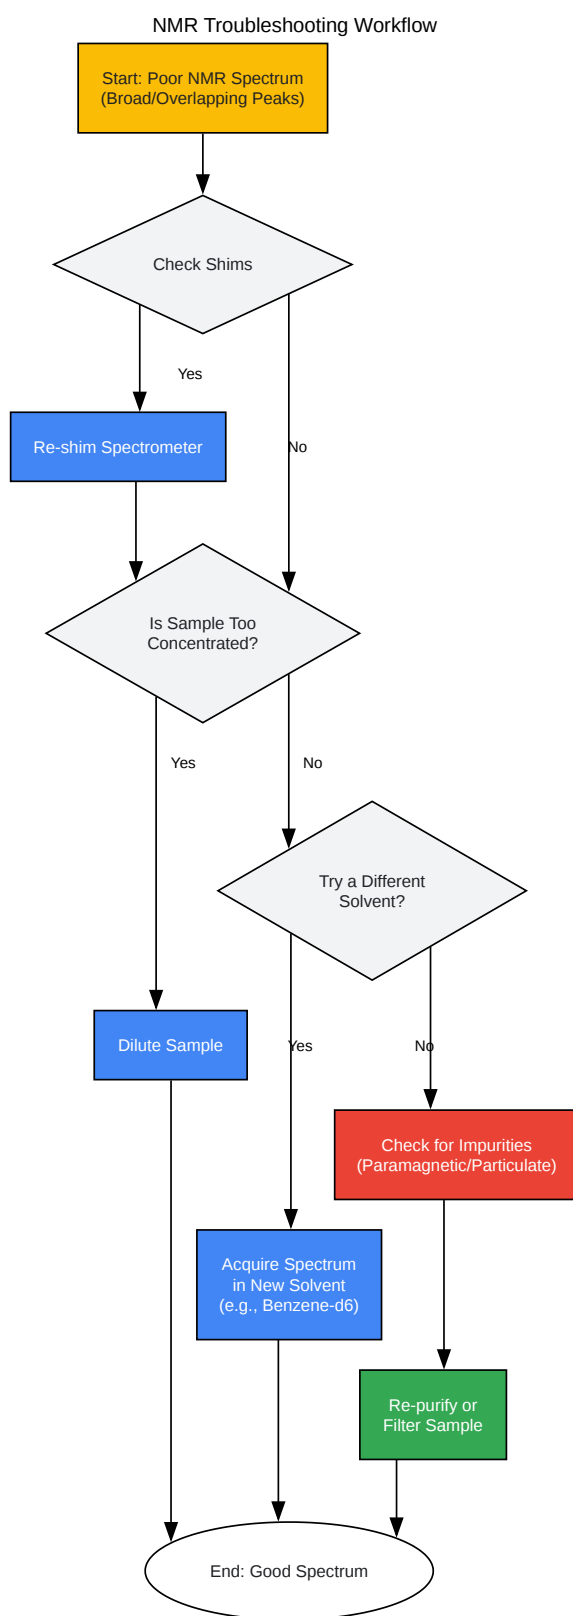 NMR Troubleshooting Workflow
Start: Poor NMR Spectrum
(Broad/Overlapping Peaks)
Check Shims
Yes
Re-shim Spectrometer
No
Is Sample Too
Concentrated?
Yes
No
Try a Different
Solvent?
Dilute Sample
Yes
No
Check for Impurities
(Paramagnetic/Particulate)
Acquire Spectrum
in New Solvent
(e.g., Benzene-d6)
Re-purify or
Filter Sample
End: Good Spectrum